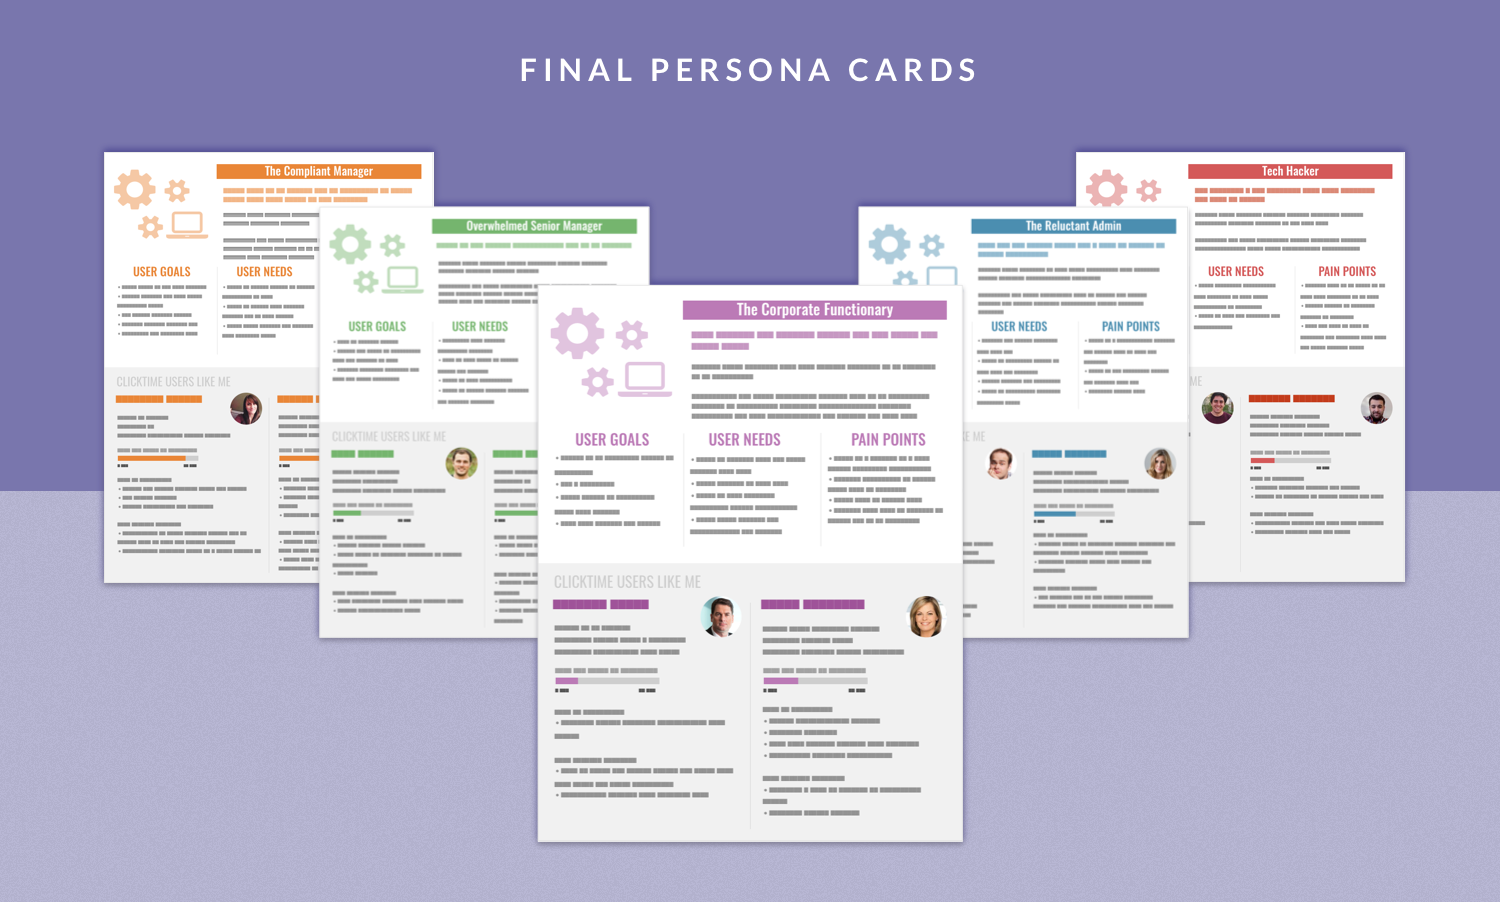 FINAL PERSONA CARDS
The Compliant Manager
USER GOALS
USER NEEDS
CLICKTIME USERS LIKE ME
Overwhelmed Senior Manager
USER GOALS
USER NEEDS
CLICKTIME USERS LIKE ME
The Corporate Functionary
USER GOALS
USER NEEDS
PAIN POINTS
CLICKTIME USERS LIKE ME
The Reluctant Admin
USER NEEDS
PAIN POINTS
ME
Tech Hacker
USER NEEDS
PAIN POINTS
ME